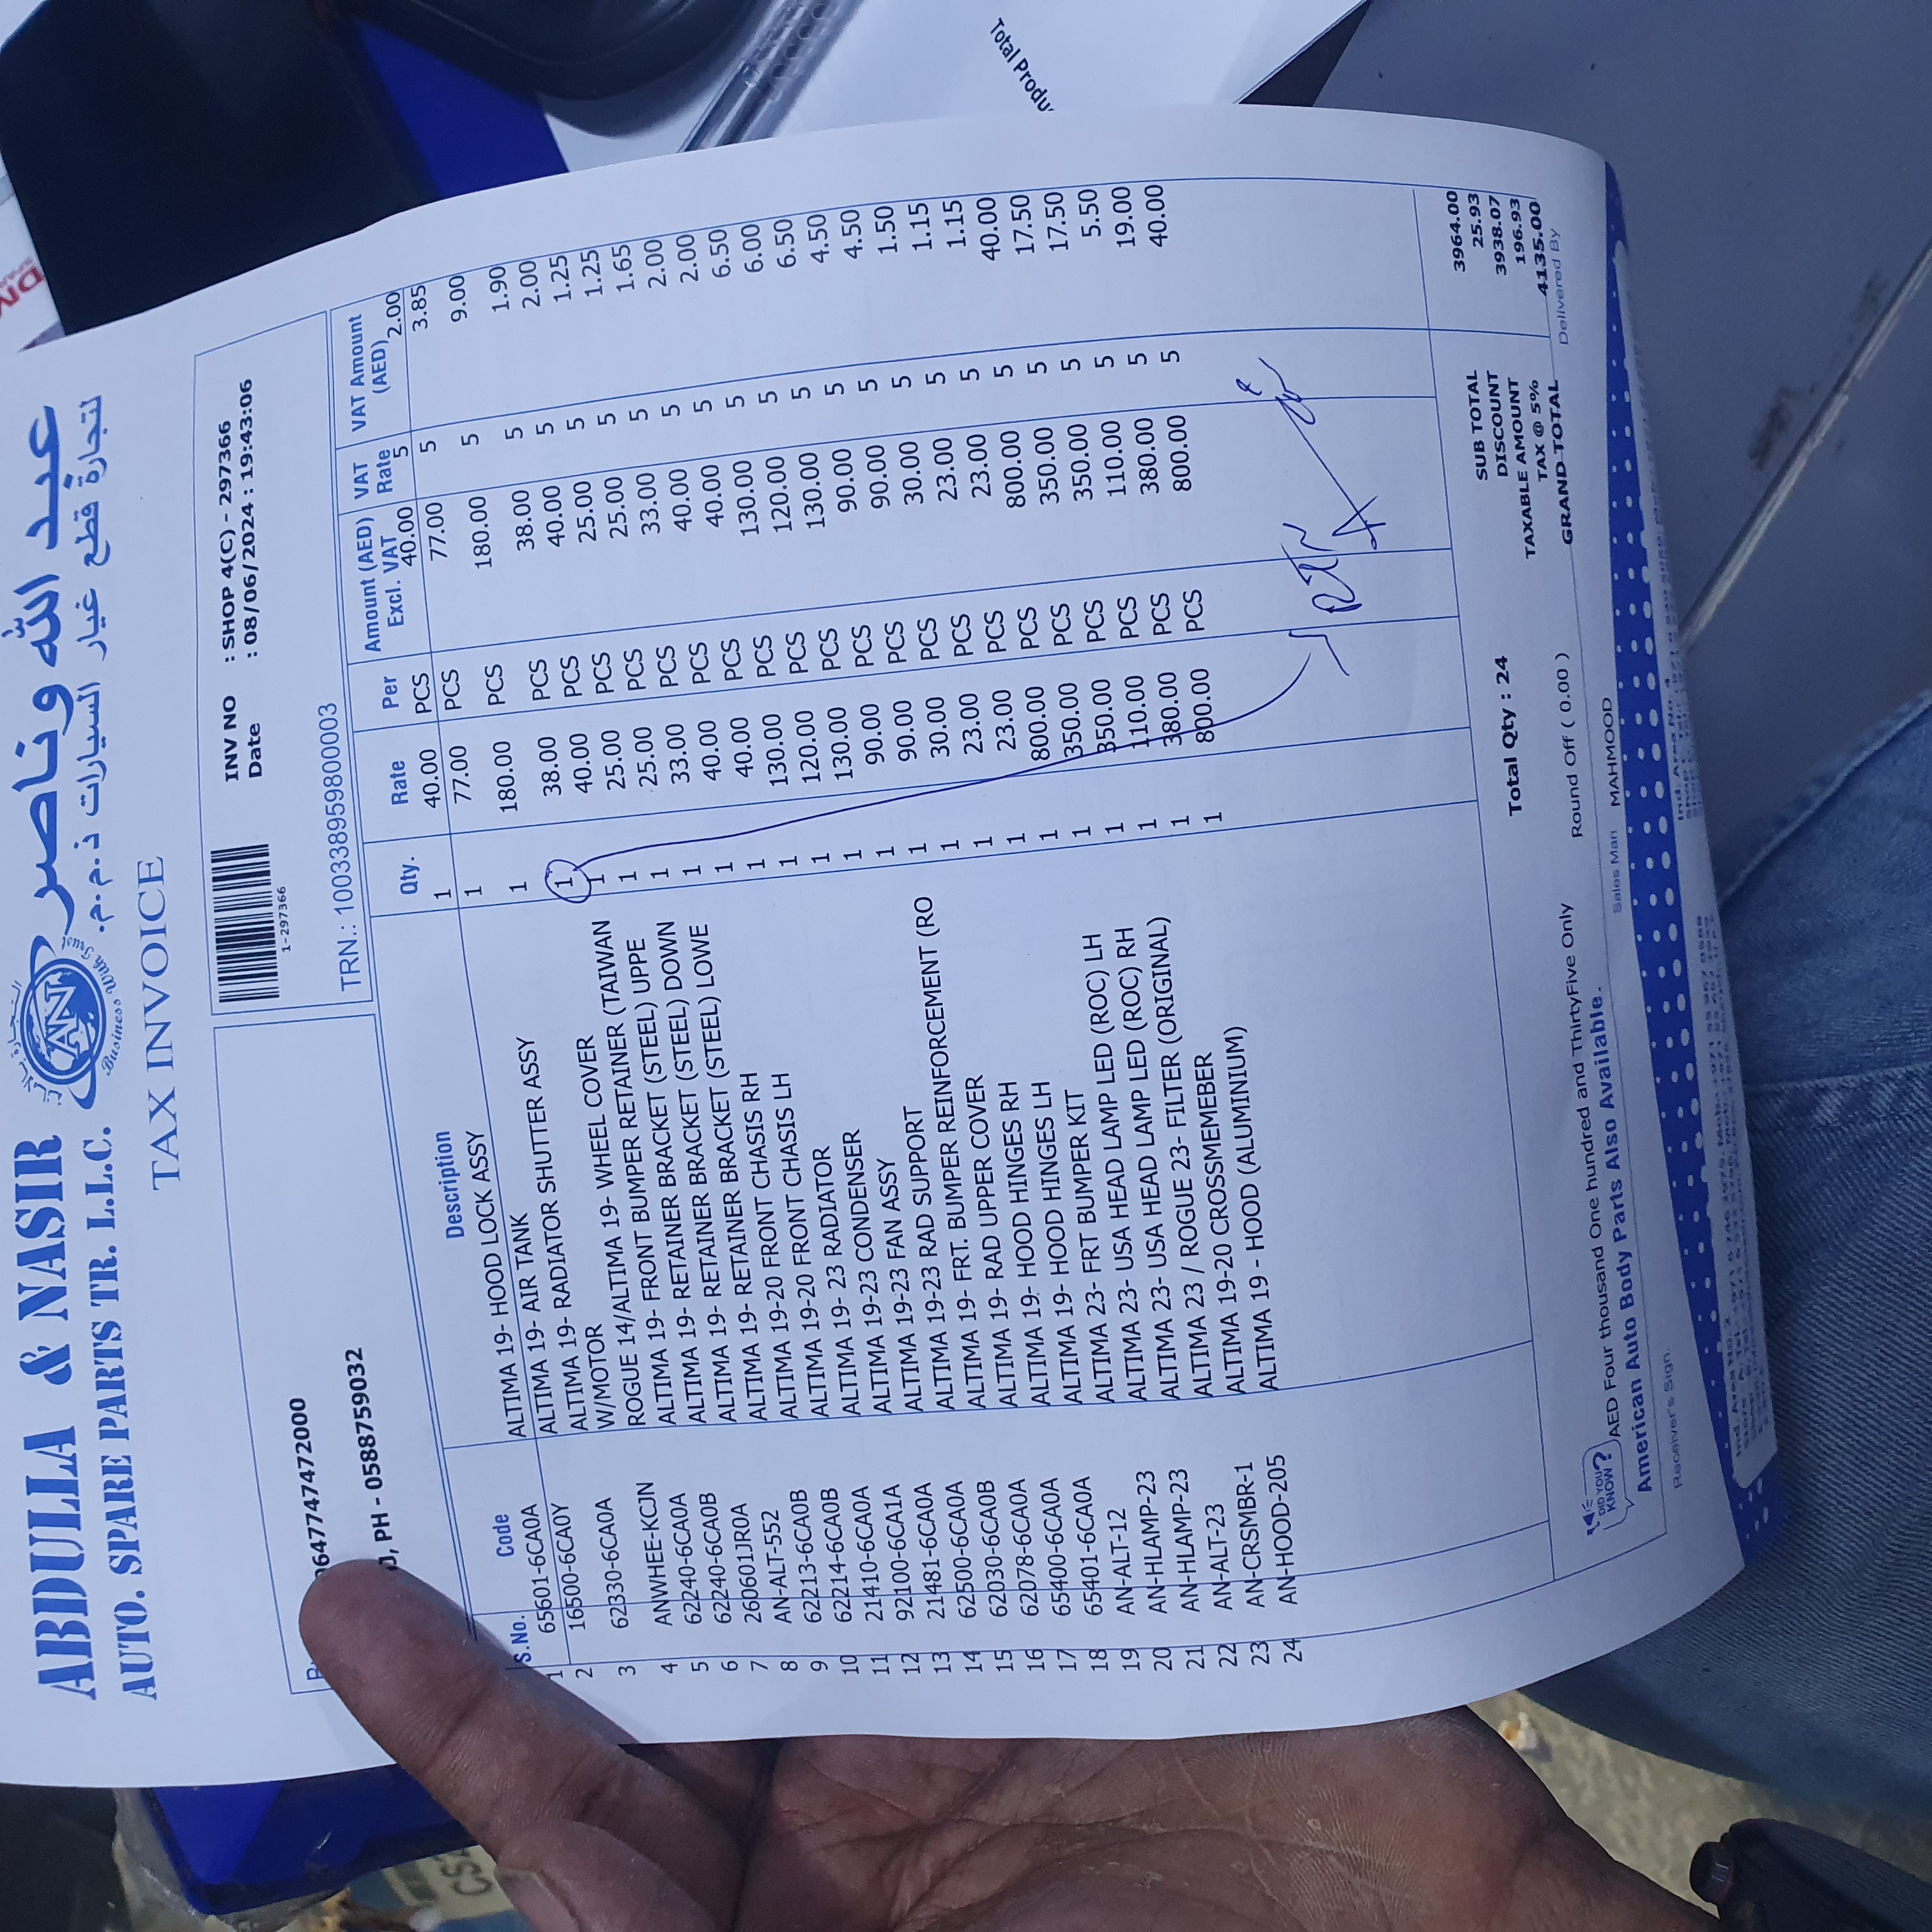 ABDULLA & NASIR عبد الله وناصر
AUTO. SPARE PARTS TR. L.L.C. لتجارة قطع غيار السيارات ذ.م.م.
AN
Business With Trust
TAX INVOICE
INV NO : SHOP 4(C) - 297366
Date : 08/06/2024 : 19:43:06
1-297366
647747472000
PH - 0588759032
TRN.: 100338959800003
S.No. Code Description Qty. Rate Per Amount (AED) Excl. VAT VAT Rate VAT Amount (AED)
1 65601-6CA0A ALTIMA 19- HOOD LOCK ASSY 1 40.00 PCS 40.00 5 2.00
2 16500-6CA0Y ALTIMA 19- AIR TANK 1 77.00 PCS 77.00 5 3.85
3 62330-6CA0A ALTIMA 19- RADIATOR SHUTTER ASSY 1 180.00 PCS 180.00 5 9.00
W/MOTOR
4 ANWHEE-KCJN ROGUE 14/ALTIMA 19- WHEEL COVER 1 38.00 PCS 38.00 5 1.90
5 62240-6CA0A ALTIMA 19- FRONT BUMPER RETAINER (TAIWAN 1 40.00 PCS 40.00 5 2.00
6 62240-6CA0B ALTIMA 19- RETAINER BRACKET (STEEL) UPPE 1 25.00 PCS 25.00 5 1.25
7 260601JR0A ALTIMA 19- RETAINER BRACKET (STEEL) DOWN 1 25.00 PCS 25.00 5 1.25
8 AN-ALT-552 ALTIMA 19- RETAINER BRACKET (STEEL) LOWE 1 33.00 PCS 33.00 5 1.65
9 62213-6CA0B ALTIMA 19-20 FRONT CHASIS RH 1 40.00 PCS 40.00 5 2.00
10 62214-6CA0B ALTIMA 19-20 FRONT CHASIS LH 1 40.00 PCS 40.00 5 2.00
11 21410-6CA0A ALTIMA 19- 23 RADIATOR 1 130.00 PCS 130.00 5 6.50
12 92100-6CA1A ALTIMA 19-23 CONDENSER 1 120.00 PCS 120.00 5 6.00
13 21481-6CA0A ALTIMA 19-23 FAN ASSY 1 130.00 PCS 130.00 5 6.50
14 62500-6CA0A ALTIMA 19-23 RAD SUPPORT 1 90.00 PCS 90.00 5 4.50
15 62030-6CA0B ALTIMA 19- FRT. BUMPER REINFORCEMENT (RO 1 90.00 PCS 90.00 5 4.50
16 62078-6CA0A ALTIMA 19- RAD UPPER COVER 1 30.00 PCS 30.00 5 1.50
17 65400-6CA0A ALTIMA 19- HOOD HINGES RH 1 23.00 PCS 23.00 5 1.15
18 65401-6CA0A ALTIMA 19- HOOD HINGES LH 1 23.00 PCS 23.00 5 1.15
19 AN-ALT-12 ALTIMA 23- FRT BUMPER KIT 1 800.00 PCS 800.00 5 40.00
20 AN-HLAMP-23 ALTIMA 23- USA HEAD LAMP LED (ROC) LH 1 350.00 PCS 350.00 5 17.50
21 AN-HLAMP-23 ALTIMA 23- USA HEAD LAMP LED (ROC) RH 1 350.00 PCS 350.00 5 17.50
22 AN-ALT-23 ALTIMA 23 / ROGUE 23- FILTER (ORIGINAL) 1 110.00 PCS 110.00 5 5.50
23 AN-CRSMBR-1 ALTIMA 19-20 CROSSMEMEBER 1 380.00 PCS 380.00 5 19.00
24 AN-HOOD-205 ALTIMA 19 - HOOD (ALUMINIUM) 1 800.00 PCS 800.00 5 40.00
SUB TOTAL 3964.00
DISCOUNT 25.93
TAXABLE AMOUNT 3938.07
TAX @ 5% 196.93
GRAND TOTAL 4135.00
Total Qty : 24
Round Off ( 0.00 )
DID YOU KNOW?
AED Four thousand One hundred and ThirtyFive Only
American Auto Body Parts Also Available.
Receiver's Sign.
Sales Man MAHMOOD
Delivered By
Total Produ